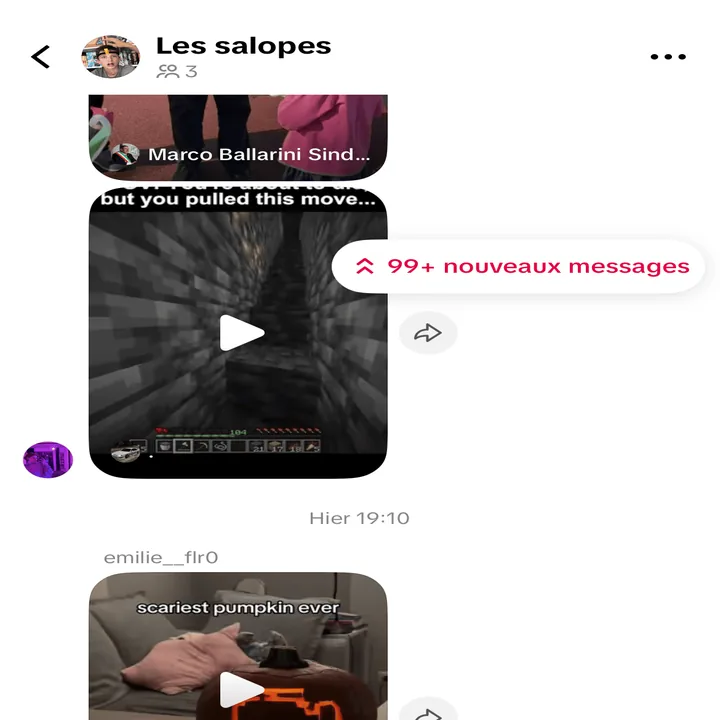 Les salopes
3
Marco Ballarini Sind...
but you pulled this move...
99+ nouveaux messages
104
Hier 19:10
emilie__flr0
scariest pumpkin ever